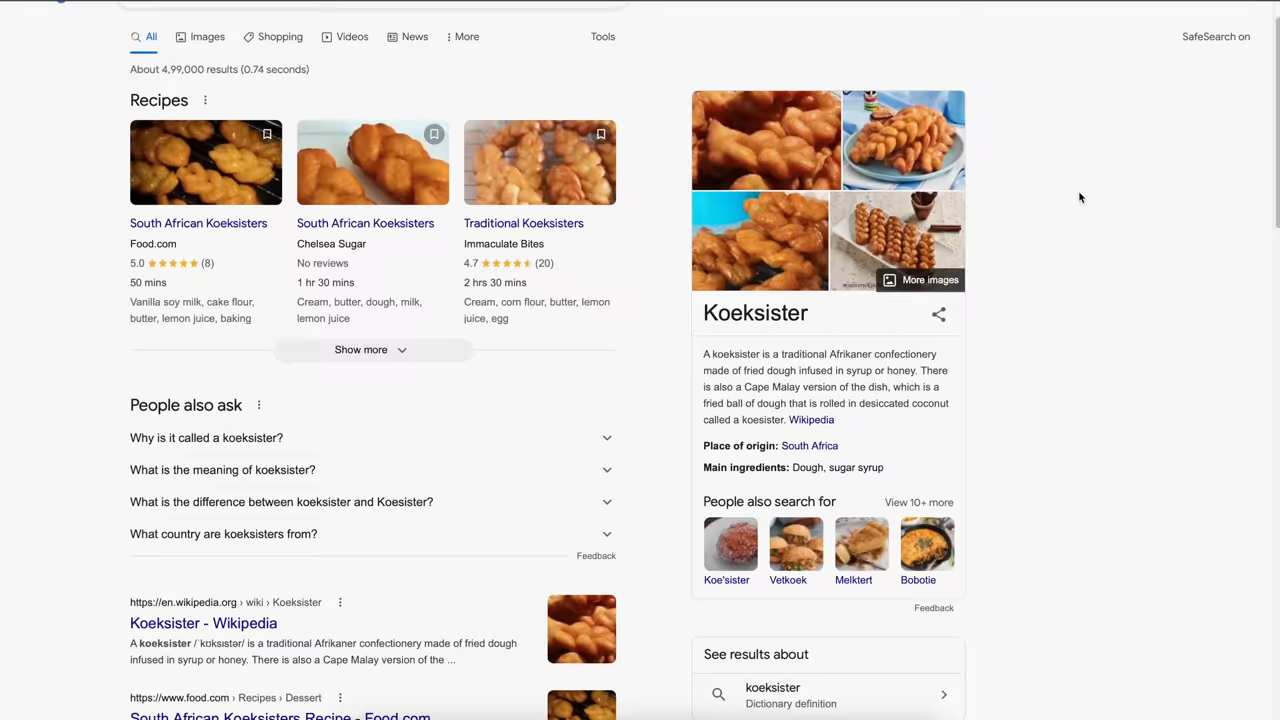 All
Images
Shopping
Videos
News
More
Tools
SafeSearch on
About 4,99,000 results (0.74 seconds)
Recipes
South African Koeksisters
Food.com
5.0 (8)
50 mins
Vanilla soy milk, cake flour,
butter, lemon juice, baking
South African Koeksisters
Chelsea Sugar
No reviews
1 hr 30 mins
Cream, butter, dough, milk,
lemon juice
Traditional Koeksisters
Immaculate Bites
4.7 (20)
2 hrs 30 mins
Cream, corn flour, butter, lemon
juice, egg
Show more
People also ask
Why is it called a koeksister?
What is the meaning of koeksister?
What is the difference between koeksister and Koesister?
What country are koeksisters from?
Feedback
https://en.wikipedia.org › wiki › Koeksister
Koeksister - Wikipedia
A koeksister /ˈkʊksɪstər/ is a traditional Afrikaner confectionery made of fried dough
infused in syrup or honey. There is also a Cape Malay version of the ...
https://www.food.com › Recipes › Dessert
South African Koeksisters Recipe - Food.com
More images
Koeksister
A koeksister is a traditional Afrikaner confectionery
made of fried dough infused in syrup or honey. There
is also a Cape Malay version of the dish, which is a
fried ball of dough that is rolled in desiccated coconut
called a koesister. Wikipedia
Place of origin: South Africa
Main ingredients: Dough, sugar syrup
People also search for
View 10+ more
Koe'sister
Vetkoek
Melktert
Bobotie
Feedback
See results about
koeksister
Dictionary definition